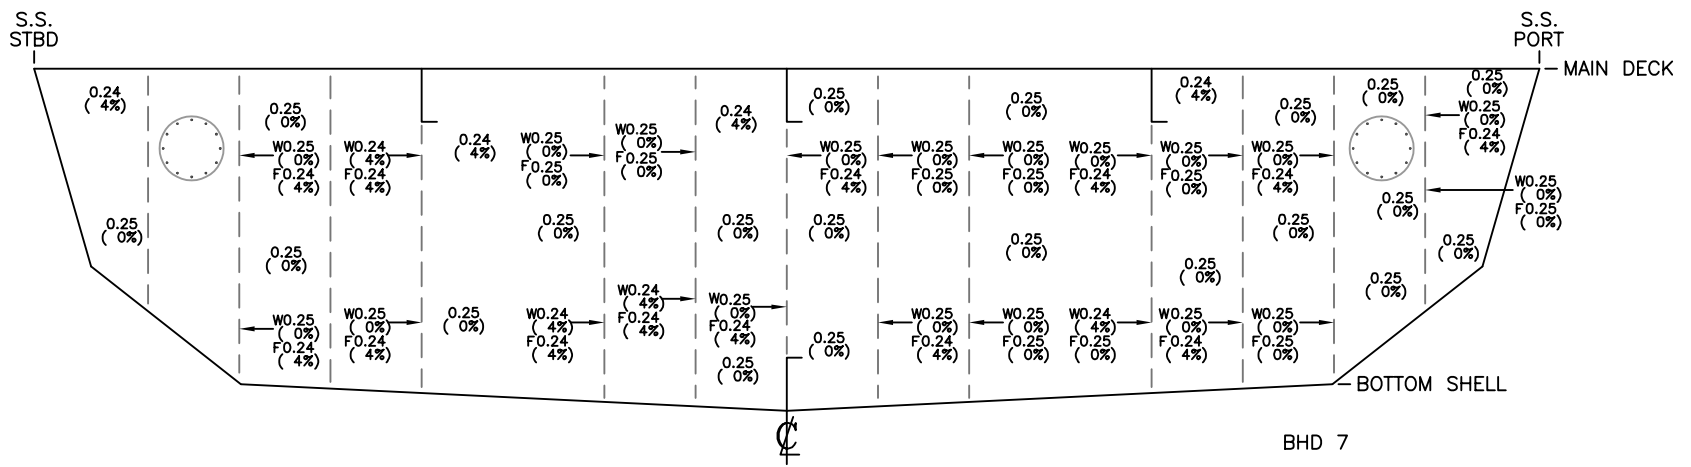 S.S.
STBD
S.S.
PORT
MAIN DECK
0.24
( 4%)
0.25
( 0%)
0.25
( 0%)
W0.25
( 0%)
F0.24
( 4%)
0.25
( 0%)
W0.25
( 0%)
F0.24
( 4%)
W0.24
( 4%)
F0.24
( 4%)
W0.25
( 0%)
F0.24
( 4%)
0.24
( 4%)
0.25
( 0%)
W0.25
( 0%)
F0.25
( 0%)
0.25
( 0%)
W0.24
( 4%)
F0.24
( 4%)
W0.25
( 0%)
F0.25
( 0%)
W0.24
( 4%)
F0.24
( 4%)
0.24
( 4%)
0.25
( 0%)
W0.25
( 0%)
F0.24
( 4%)
0.25
( 0%)
0.25
( 0%)
W0.25
( 0%)
F0.24
( 4%)
0.25
( 0%)
0.25
( 0%)
W0.25
( 0%)
F0.25
( 0%)
W0.25
( 0%)
F0.24
( 4%)
0.25
( 0%)
W0.25
( 0%)
F0.25
( 0%)
0.25
( 0%)
W0.25
( 0%)
F0.25
( 0%)
W0.25
( 0%)
F0.24
( 4%)
W0.24
( 4%)
F0.25
( 0%)
0.24
( 4%)
W0.25
( 0%)
F0.25
( 0%)
0.25
( 0%)
W0.25
( 0%)
F0.24
( 4%)
0.25
( 0%)
W0.25
( 0%)
F0.24
( 4%)
0.25
( 0%)
W0.25
( 0%)
F0.25
( 0%)
0.25
( 0%)
0.25
( 0%)
0.25
( 0%)
0.25
( 0%)
W0.25
( 0%)
F0.24
( 4%)
W0.25
( 0%)
F0.25
( 0%)
0.25
( 0%)
BOTTOM SHELL
BHD 7